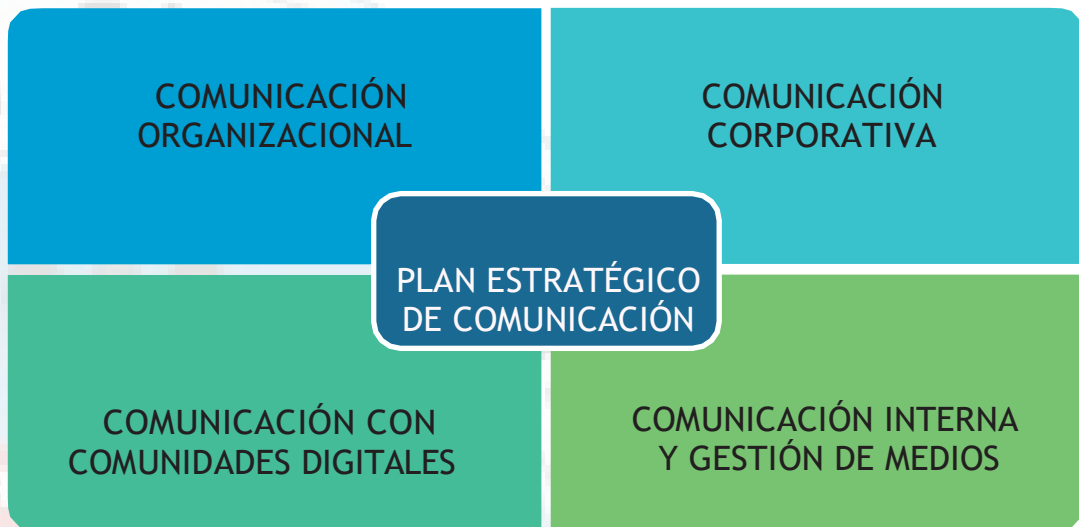 COMUNICACIÓN
ORGANIZACIONAL
COMUNICACIÓN
CORPORATIVA
PLAN ESTRATÉGICO
DE COMUNICACIÓN
COMUNICACIÓN CON
COMUNIDADES DIGITALES
COMUNICACIÓN INTERNA
Y GESTIÓN DE MEDIOS